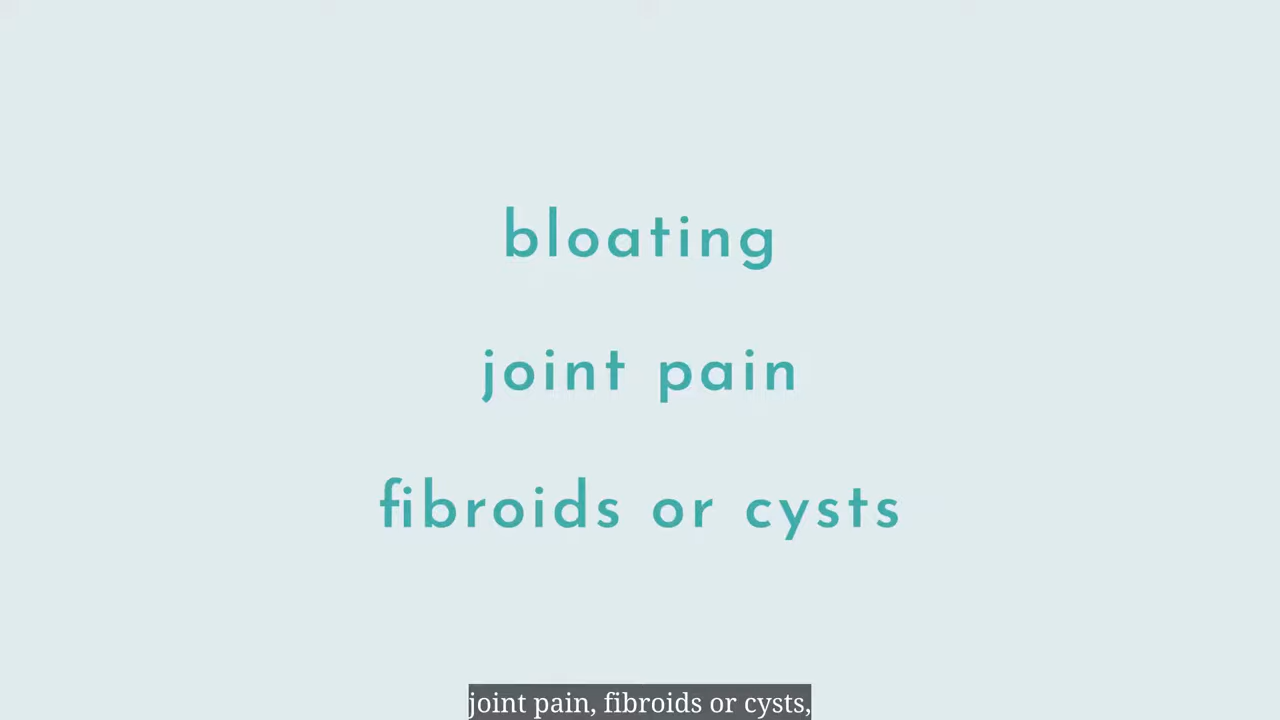 bloating
joint pain
fibroids or cysts
joint pain, fibroids or cysts,